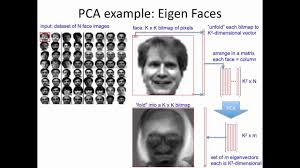 PCA example: Eigen Faces
input: dataset of N face images
face: K x K bitmap of pixels
"unfold" each bitmap to
K²-dimensional vector
arrange in a matrix
each face = column
K² x N
PCA
"fold" into a K x K bitmap
can visualize
K² x m
set of m eigenvectors
each is K²-dimensional